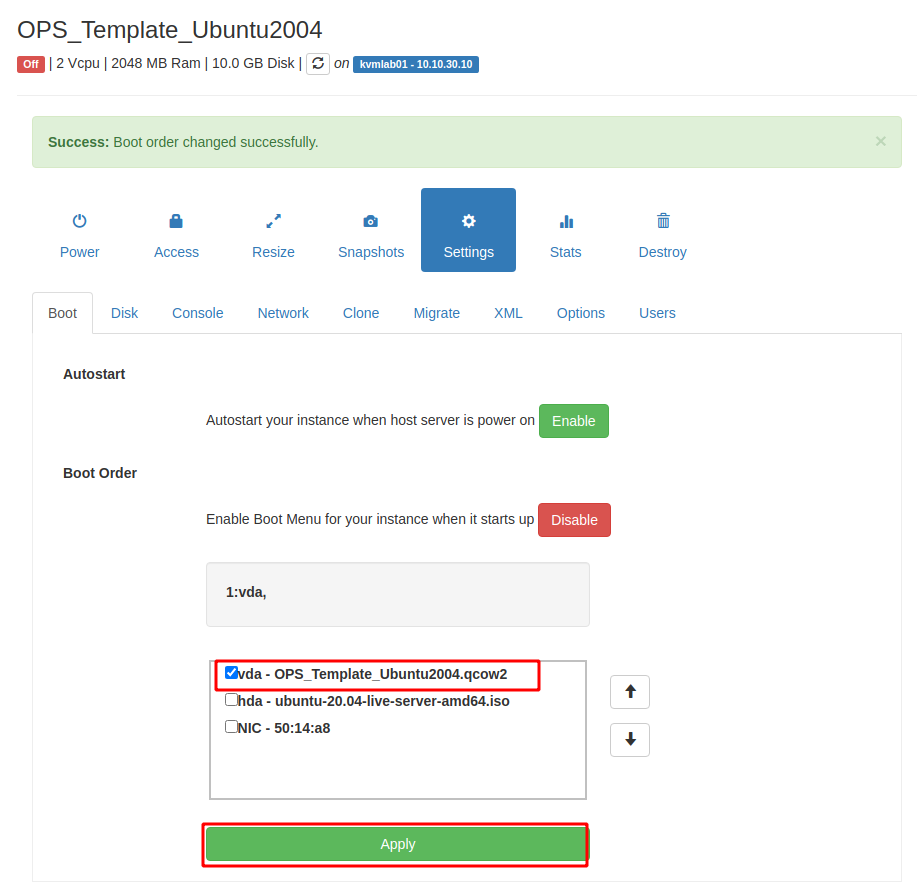 OPS_Template_Ubuntu2004
Off | 2 Vcpu | 2048 MB Ram | 10.0 GB Disk | on kvmlab01 - 10.10.30.10
Success: Boot order changed successfully. ×
Power Access Resize Snapshots Settings Stats Destroy
Boot Disk Console Network Clone Migrate XML Options Users
Autostart
Autostart your instance when host server is power on Enable
Boot Order
Enable Boot Menu for your instance when it starts up Disable
1:vda,
vda - OPS_Template_Ubuntu2004.qcow2
hda - ubuntu-20.04-live-server-amd64.iso
NIC - 50:14:a8
Apply